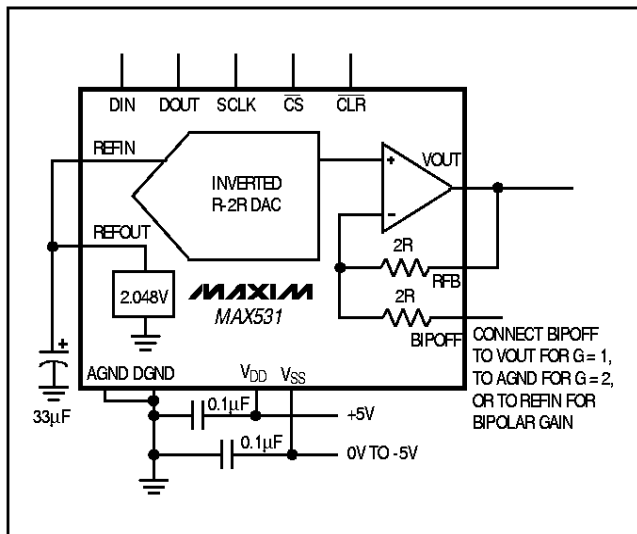 DIN DOUT SCLK CS CLR
REFIN
VOUT
INVERTED
R-2R DAC
+
−
REFOUT
2R
RFB
2.048V
MAXIM
MAX531
2R
BIPOFF
CONNECT BIPOFF
TO VOUT FOR G = 1,
TO AGND FOR G = 2,
OR TO REFIN FOR
BIPOLAR GAIN
+
33µF
AGND DGND
VDD
VSS
0.1µF
+5V
0.1µF
0V TO -5V